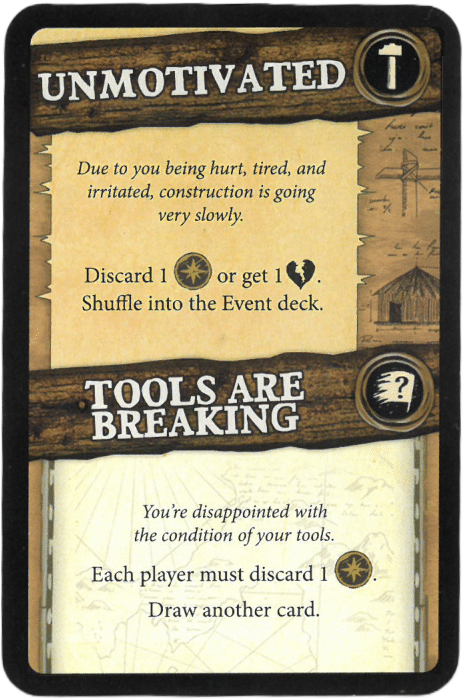 UNMOTIVATED
Due to you being hurt, tired, and
irritated, construction is going
very slowly.
Discard 1 or get 1 .
Shuffle into the Event deck.
TOOLS ARE
BREAKING
?
You're disappointed with
the condition of your tools.
Each player must discard 1 .
Draw another card.